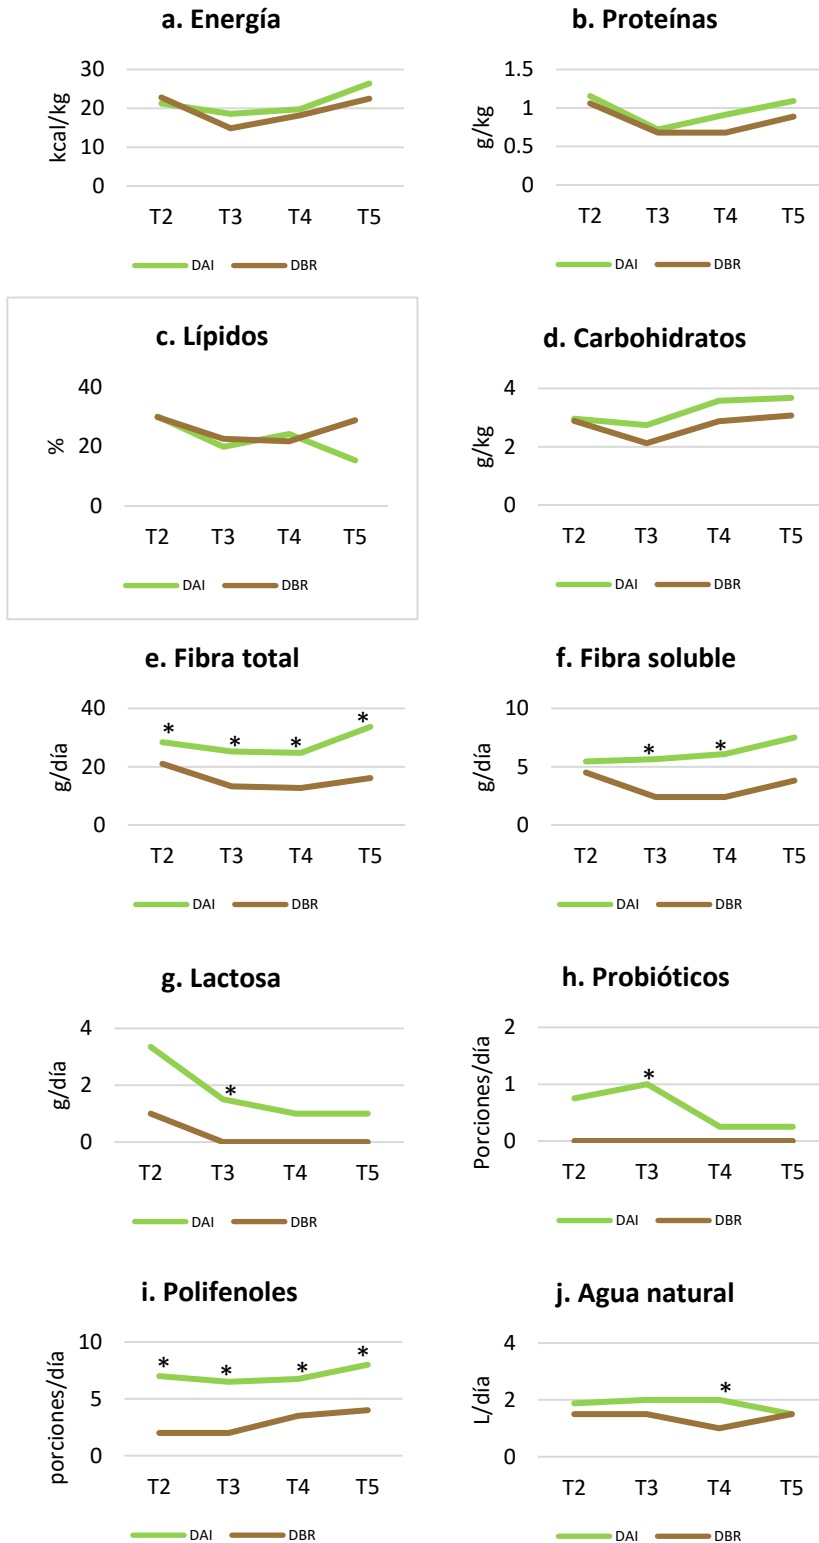 a. Energía
kcal/kg
30
20
10
0
T2 T3 T4 T5
DAI DBR
b. Proteínas
g/kg
1.5
1
0.5
0
T2 T3 T4 T5
DAI DBR
c. Lípidos
%
40
20
0
T2 T3 T4 T5
DAI DBR
d. Carbohidratos
g/kg
4
2
0
T2 T3 T4 T5
DAI DBR
e. Fibra total
g/día
40
20
0
* * * *
T2 T3 T4 T5
DAI DBR
f. Fibra soluble
g/día
10
5
0
* *
T2 T3 T4 T5
DAI DBR
g. Lactosa
g/día
4
2
0
*
T2 T3 T4 T5
DAI DBR
h. Probióticos
Porciones/día
2
1
0
*
T2 T3 T4 T5
DAI DBR
i. Polifenoles
porciones/día
10
5
0
* * * *
T2 T3 T4 T5
DAI DBR
j. Agua natural
L/día
4
2
0
*
T2 T3 T4 T5
DAI DBR